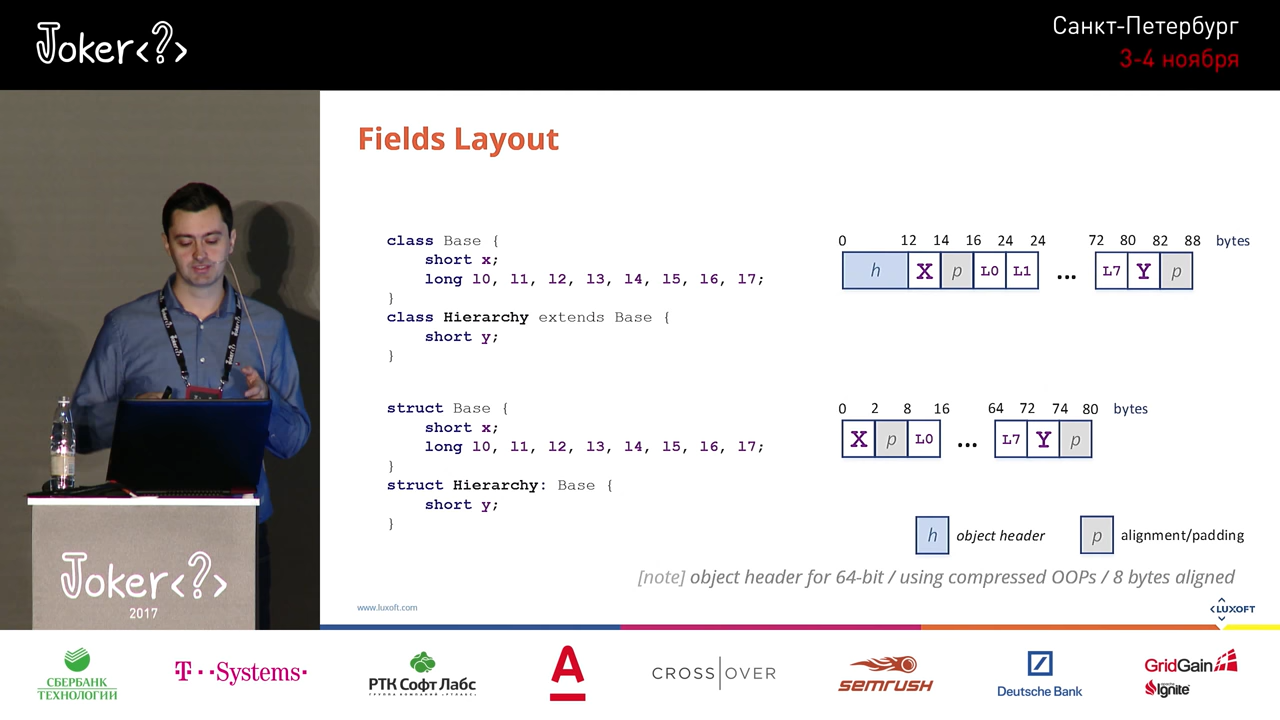 Joker<?>
Санкт-Петербург
3-4 ноября
Fields Layout
class Base {
short x;
long l0, l1, l2, l3, l4, l5, l6, l7;
}
class Hierarchy extends Base {
short y;
}
0 12 14 16 24 24 72 80 82 88 bytes
h X p L0 L1 ... L7 Y p
struct Base {
short x;
long l0, l1, l2, l3, l4, l5, l6, l7;
}
struct Hierarchy: Base {
short y;
}
0 2 8 16 64 72 74 80 bytes
X p L0 ... L7 Y p
h object header p alignment/padding
[note] object header for 64-bit / using compressed OOPs / 8 bytes aligned
www.luxoft.com
<LUXOFT
Joker<?>
2017
СБЕРБАНК
ТЕХНОЛОГИИ
T··Systems·
РТК Софт Лабс
А
CROSS|OVER
semrush
Deutsche Bank
GridGain
Ignite